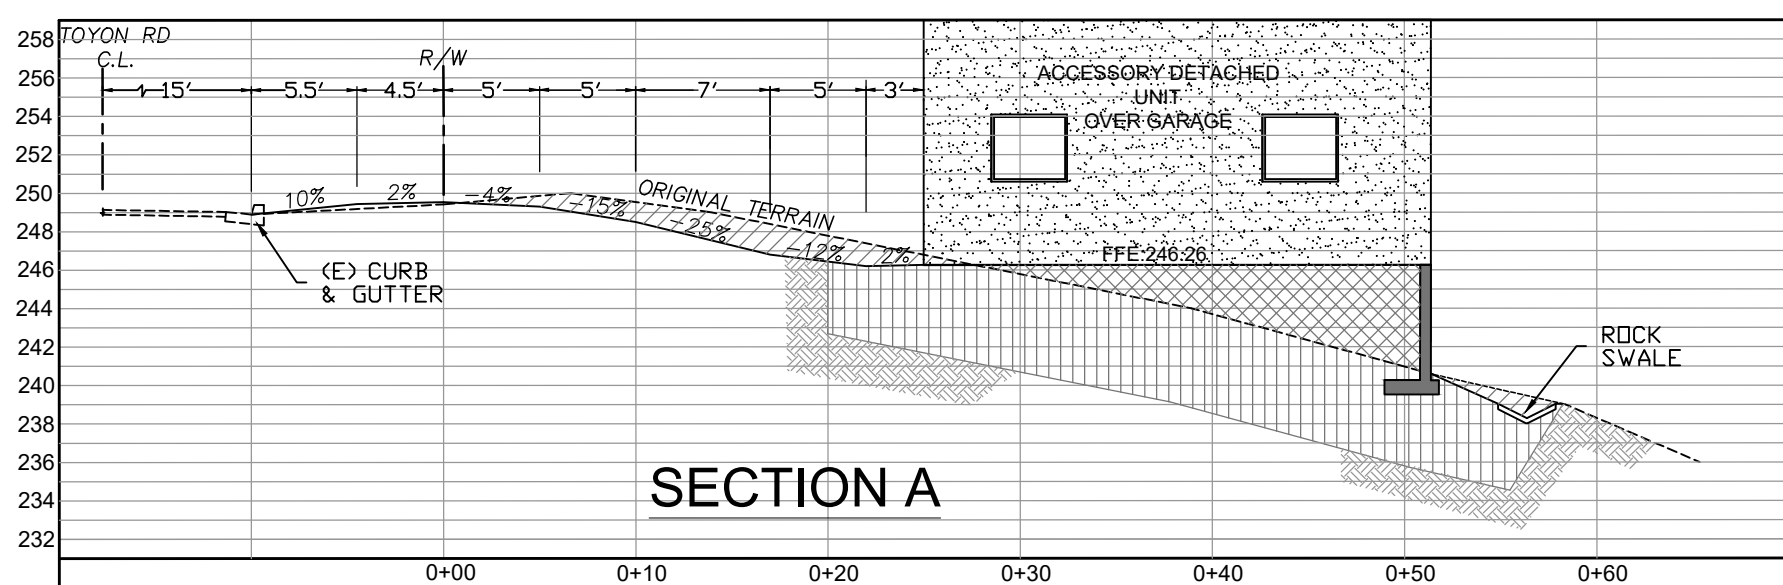 TOYON RD
C.L.
R/W
15'
5.5'
4.5'
5'
5'
7'
5'
3'
ACCESSORY DETACHED
UNIT
OVER GARAGE
10%
2%
-4%
-15%
-25%
-12%
2%
ORIGINAL TERRAIN
FFE:246.26
(E) CURB
& GUTTER
ROCK
SWALE
SECTION A
258
256
254
252
250
248
246
244
242
240
238
236
234
232
0+00
0+10
0+20
0+30
0+40
0+50
0+60